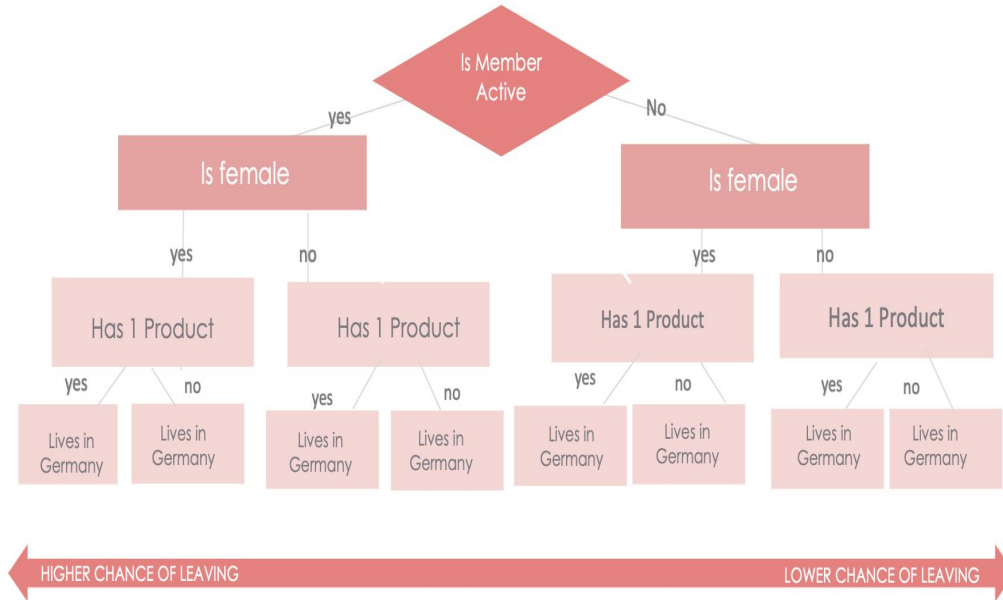 Is Member
Active
yes
No
Is female
Is female
yes
no
yes
no
Has 1 Product
Has 1 Product
Has 1 Product
Has 1 Product
yes
no
yes
no
yes
no
yes
no
Lives in
Germany
Lives in
Germany
Lives in
Germany
Lives in
Germany
Lives in
Germany
Lives in
Germany
Lives in
Germany
Lives in
Germany
HIGHER CHANCE OF LEAVING
LOWER CHANCE OF LEAVING